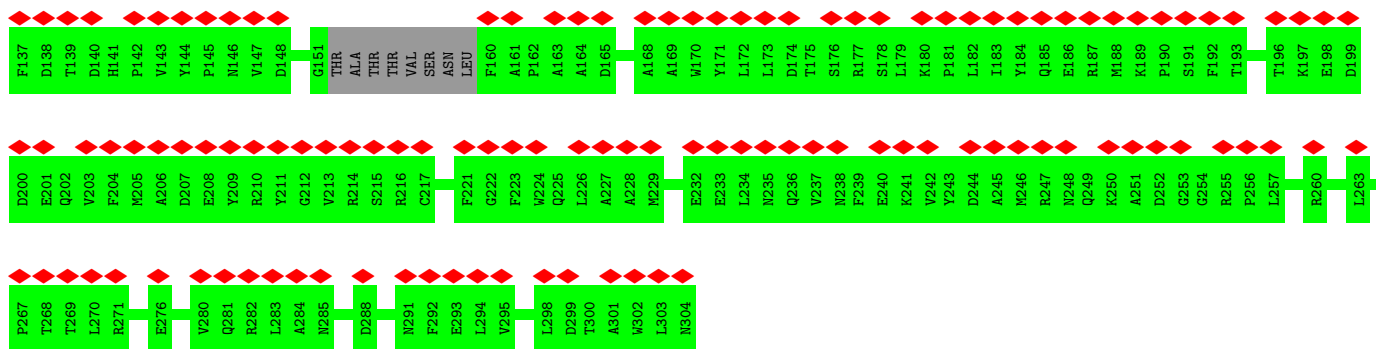 F137 D138 T139 D140 H141 P142 V143 Y144 P145 N146 V147 D148 G151 THR ALA THR THR VAL SER ASN LEU F160 A161 P162 A163 A164 D165 A168 A169 W170 Y171 L172 L173 D174 T175 S176 R177 S178 L179 K180 P181 L182 I183 Y184 Q185 E186 R187 M188 K189 P190 S191 F192 T193 T196 K197 E198 D199
D200 E201 Q202 V203 F204 M205 A206 D207 E208 Y209 R210 Y211 G212 V213 R214 S215 R216 C217 F221 G222 F223 W224 Q225 L226 A227 A228 M229 E232 E233 L234 N235 Q236 V237 N238 F239 E240 K241 V242 Y243 D244 A245 M246 R247 N248 Q249 K250 A251 D252 G253 G254 R255 P256 L257 R260 L263
P267 T268 T269 L270 R271 E276 V280 Q281 R282 L283 A284 N285 D288 N291 F292 E293 L294 V295 L298 D299 T300 A301 W302 L303 N304